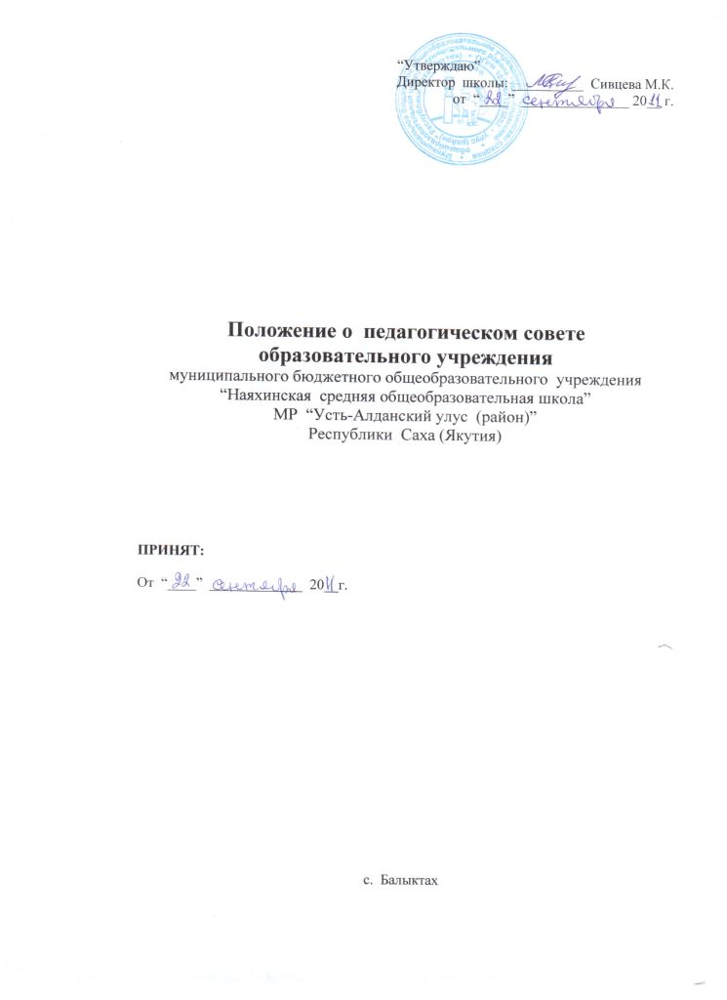 “Утверждаю”
Директор школы: __________ Сивцева М.К.
от “22” сентября 2011 г.
Положение о педагогическом совете
образовательного учреждения
муниципального бюджетного общеобразовательного учреждения
“Наяхинская средняя общеобразовательная школа”
МР “Усть-Алданский улус (район)”
Республики Саха (Якутия)
ПРИНЯТ:
От “22” сентября 2011 г.
с. Балыктах